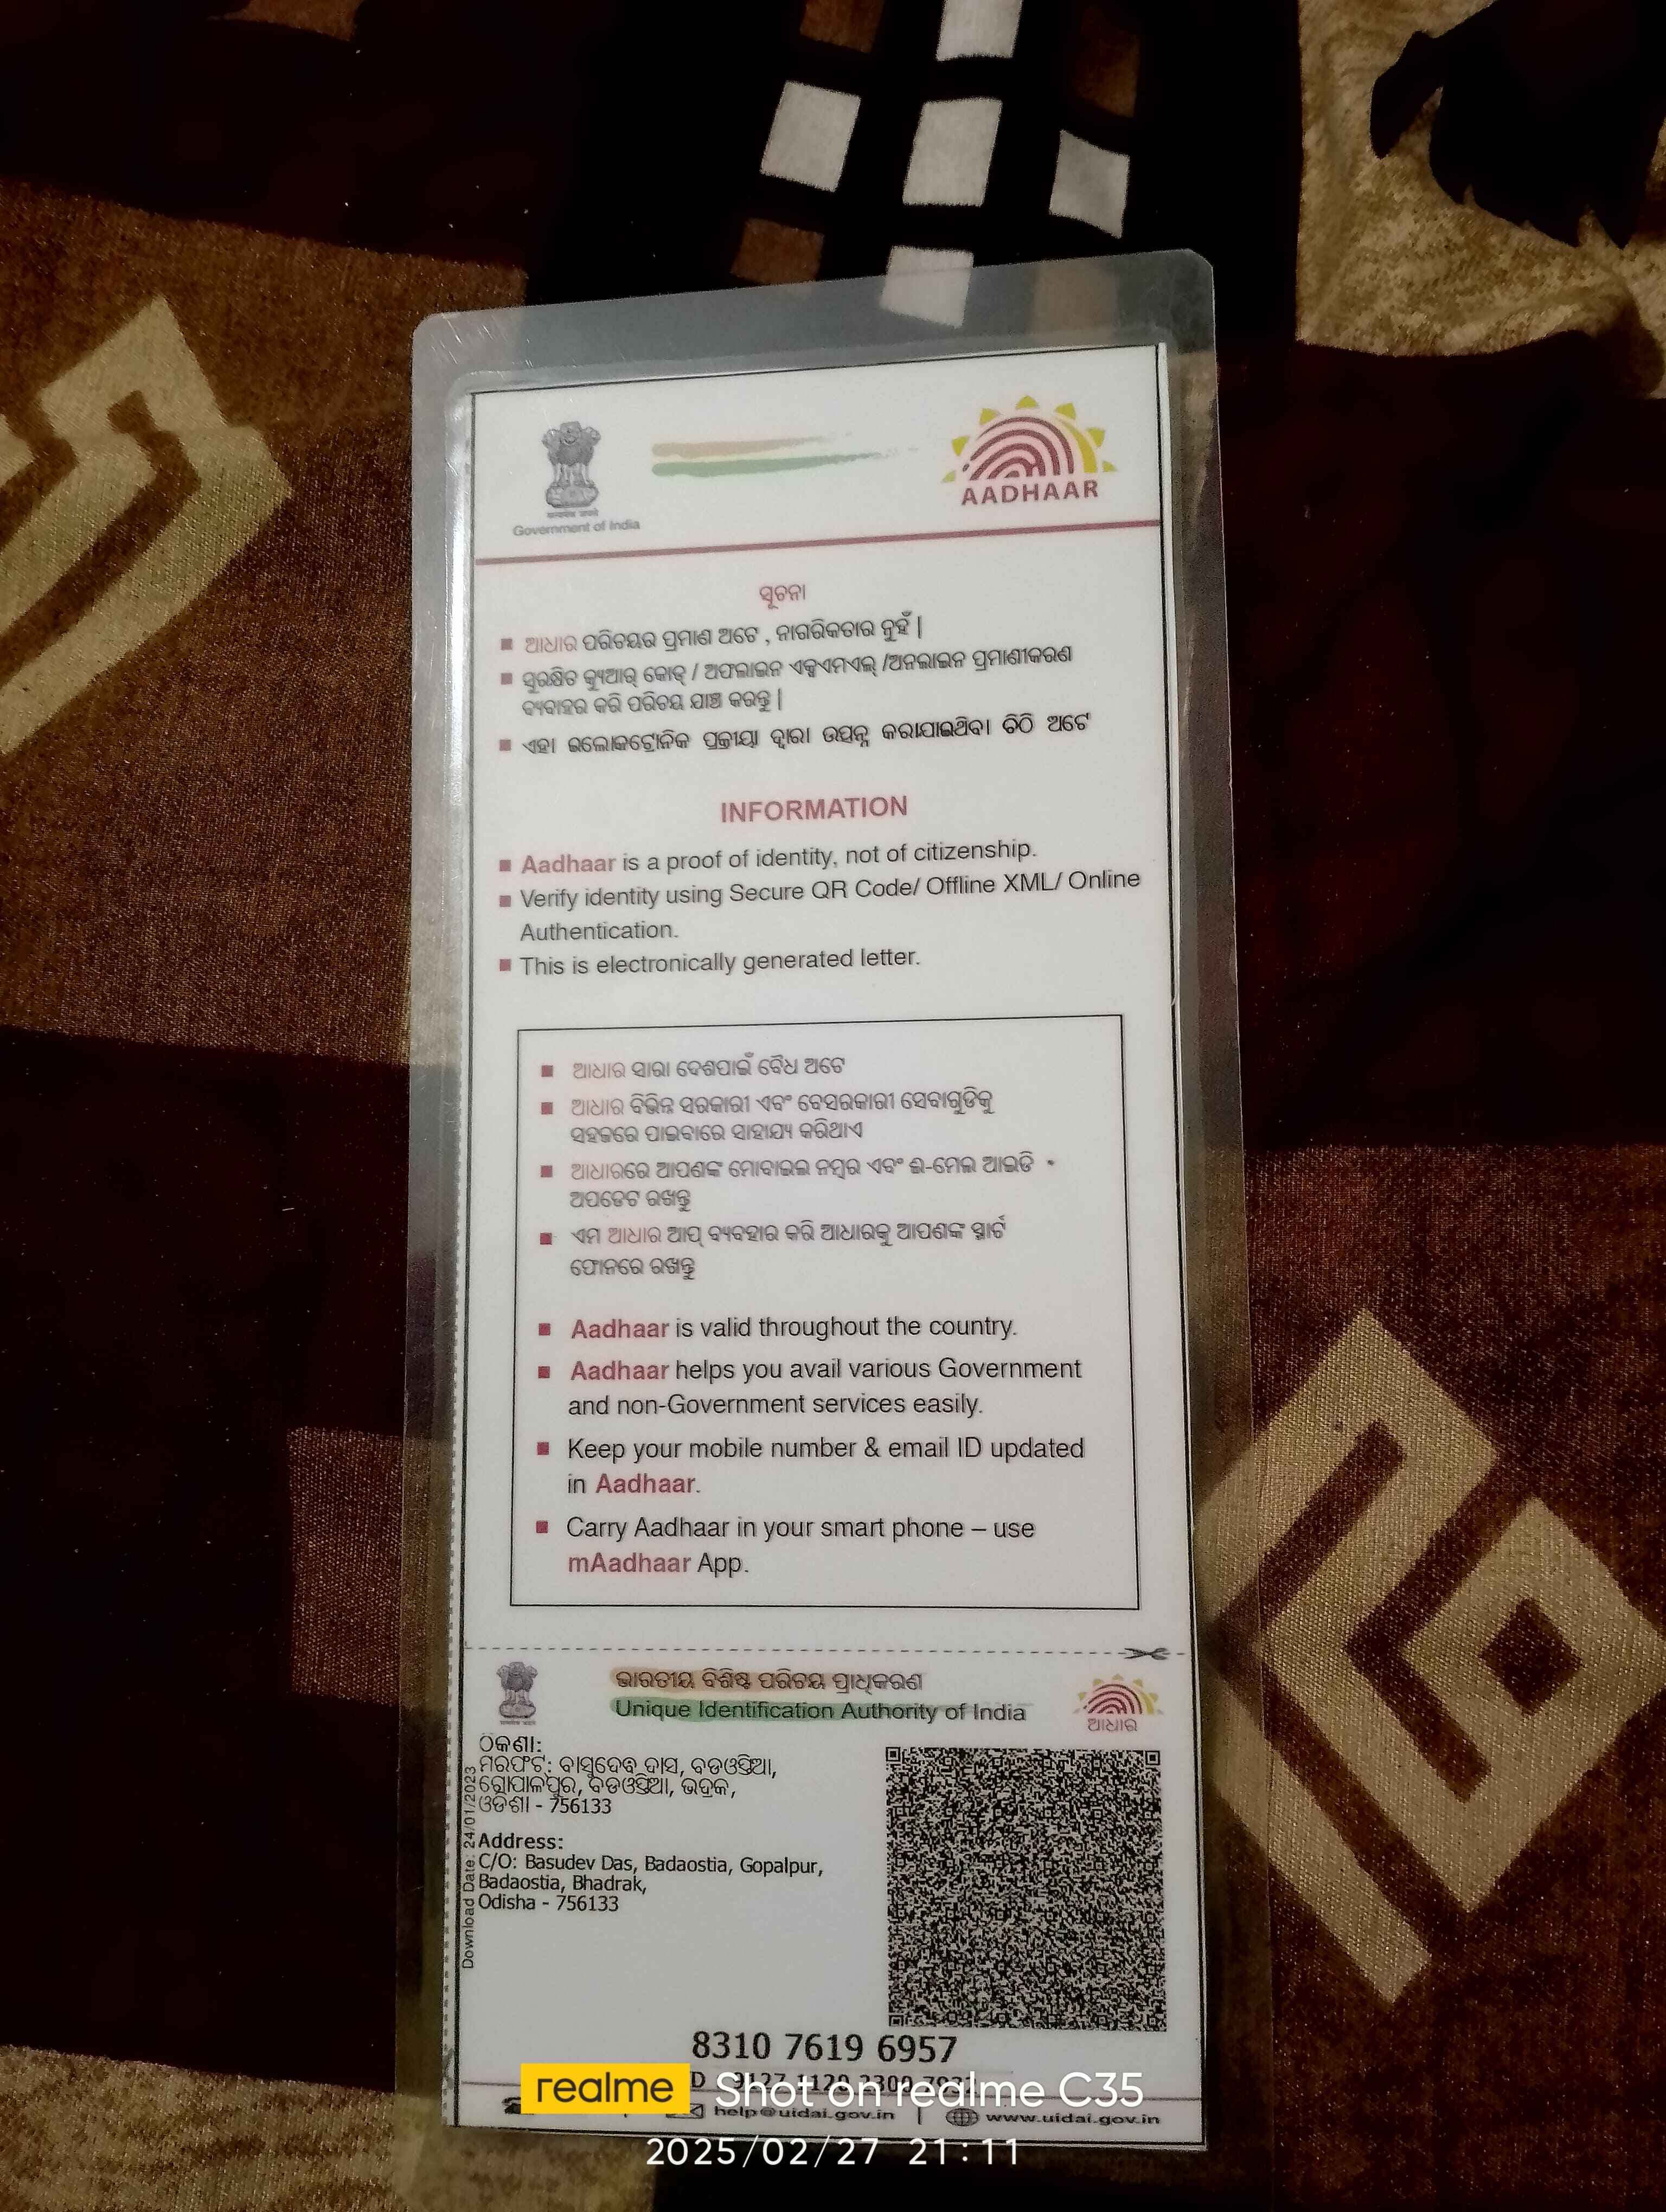 सत्यमेव जयते
Government of India
AADHAAR
ସୂଚନା
ଆଧାର ପରିଚୟର ପ୍ରମାଣ ଅଟେ , ନାଗରିକତାର ନୁହଁ |
ସୁରକ୍ଷିତ କ୍ୟୁଆର୍ କୋଡ୍ / ଅଫଲାଇନ ଏକ୍ସଏମଏଲ୍ /ଅନଲାଇନ ପ୍ରମାଣୀକରଣ
ବ୍ୟବାହର କରି ପରିଚୟ ଯାଞ୍ଚ କରନ୍ତୁ |
ଏହା ଇଲୋକଟ୍ରୋନିକ ପ୍ରକ୍ରୀୟା ଦ୍ୱାରା ଉତ୍ପନ୍ନ କରାଯାଇଥିବା ଚିଠି ଅଟେ
INFORMATION
Aadhaar is a proof of identity, not of citizenship.
Verify identity using Secure QR Code/ Offline XML/ Online
Authentication.
This is electronically generated letter.
ଆଧାର ସାରା ଦେଶପାଇଁ ବୈଧ ଅଟେ
ଆଧାର ବିଭିନ୍ନ ସରକାରୀ ଏବଂ ବେସରକାରୀ ସେବାଗୁଡିକୁ
ସହଜରେ ପାଇବାରେ ସାହାଯ୍ୟ କରିଥାଏ
ଆଧାରରେ ଆପଣଙ୍କ ମୋବାଇଲ ନମ୍ବର ଏବଂ ଈ-ମେଲ ଆଇଡି
ଅପଡେଟ ରଖନ୍ତୁ
ଏମ ଆଧାର ଆପ୍ ବ୍ୟବହାର କରି ଆଧାରକୁ ଆପଣଙ୍କ ସ୍ମାର୍ଟ
ଫୋନରେ ରଖନ୍ତୁ
Aadhaar is valid throughout the country.
Aadhaar helps you avail various Government
and non-Government services easily.
Keep your mobile number & email ID updated
in Aadhaar.
Carry Aadhaar in your smart phone – use
mAadhaar App.
ଭାରତୀୟ ବିଶିଷ୍ଟ ପରିଚୟ ପ୍ରାଧିକରଣ
Unique Identification Authority of India
ଆଧାର
Download Date: 24/01/2023
ଠିକଣା:
ମରଫଟ: ବାସୁଦେବ ଦାସ, ବଡଓସ୍ତିଆ,
ଗୋପାଳପୁର, ବଡଓସ୍ତିଆ, ଭଦ୍ରକ,
ଓଡିଶା - 756133
Address:
C/O: Basudev Das, Badaostia, Gopalpur,
Badaostia, Bhadrak,
Odisha - 756133
8310 7619 6957
realme Shot on realme C35
help@uidai.gov.in | www.uidai.gov.in
2025/02/27 21:11